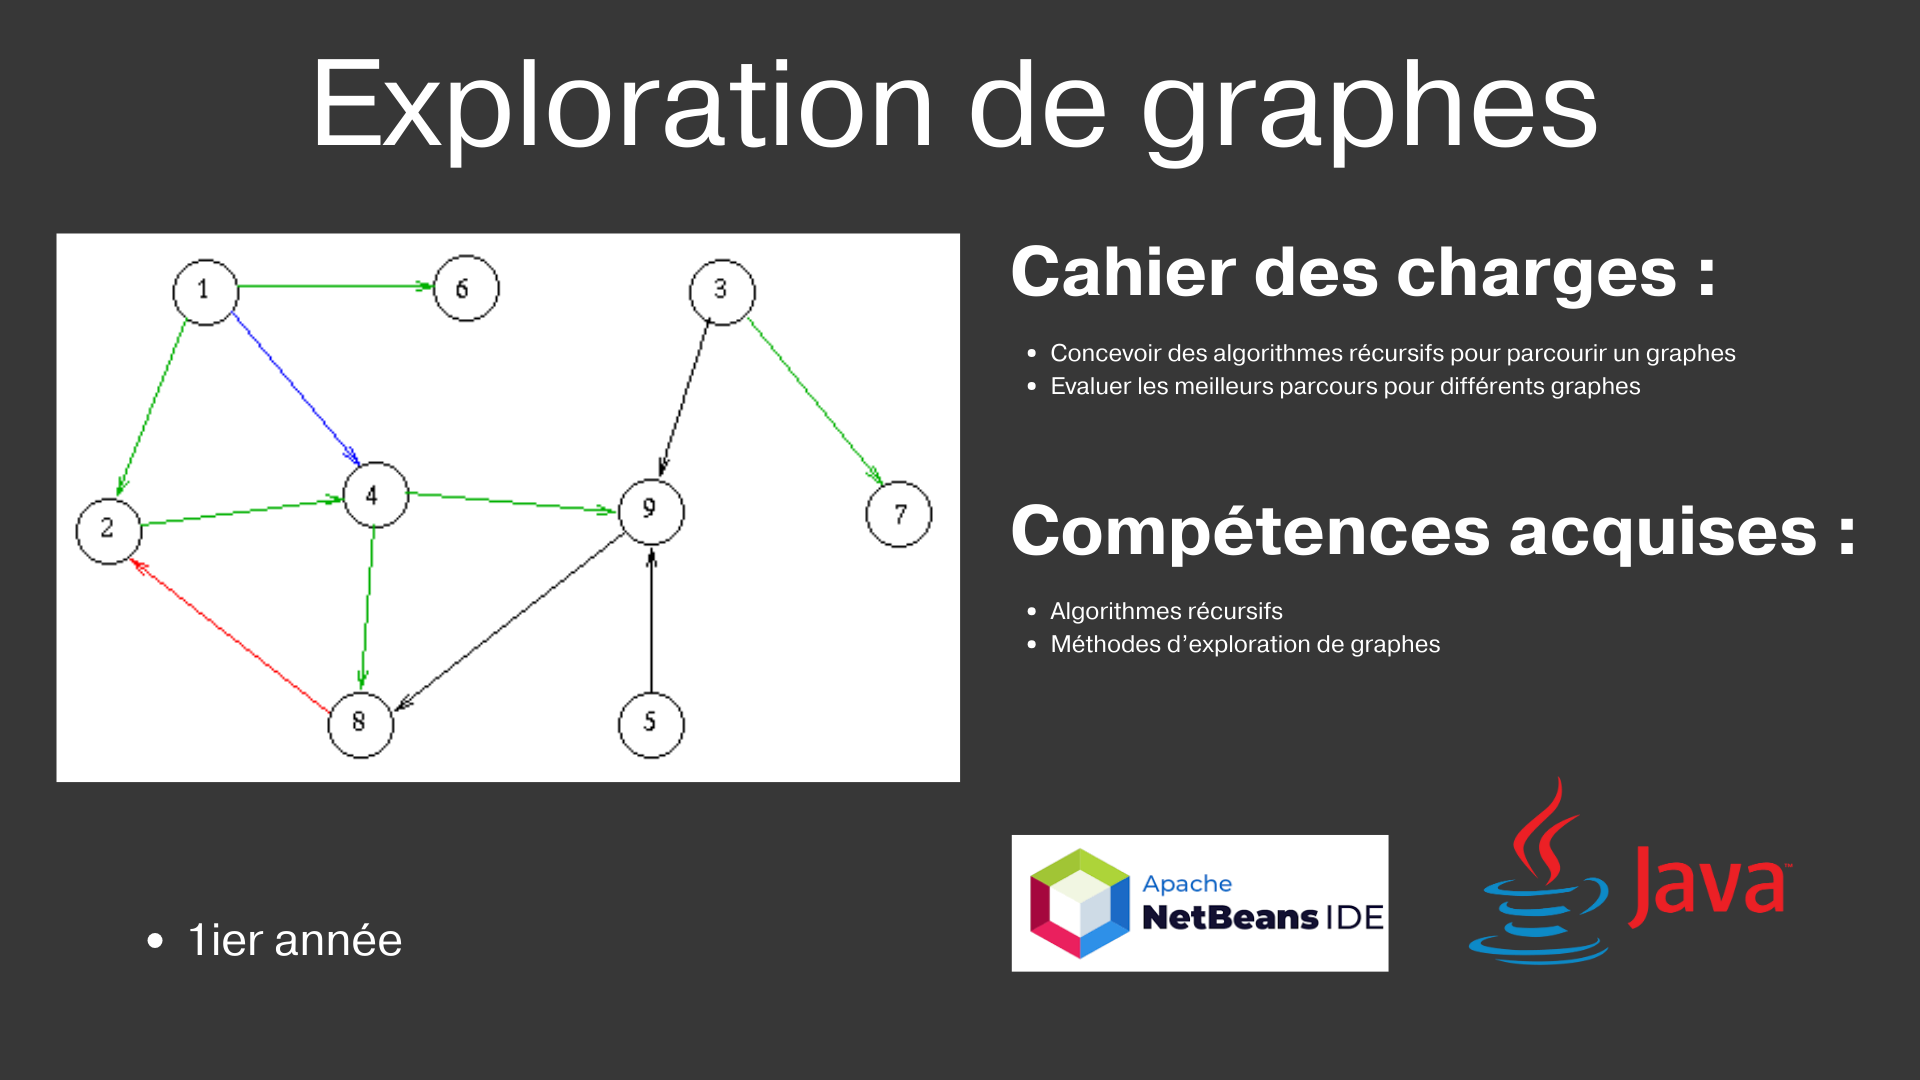 Exploration de graphes
1
6
3
2
4
9
7
8
5
Cahier des charges :
• Concevoir des algorithmes récursifs pour parcourir un graphes
• Evaluer les meilleurs parcours pour différents graphes
Compétences acquises :
• Algorithmes récursifs
• Méthodes d'exploration de graphes
• 1ier année
Apache
NetBeans IDE
Java™